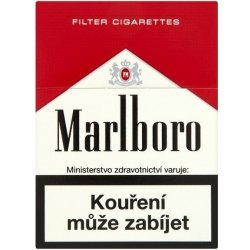 FILTER CIGARETTES
Marlboro
Ministerstvo zdravotnictví varuje:
Kouření
může zabíjet